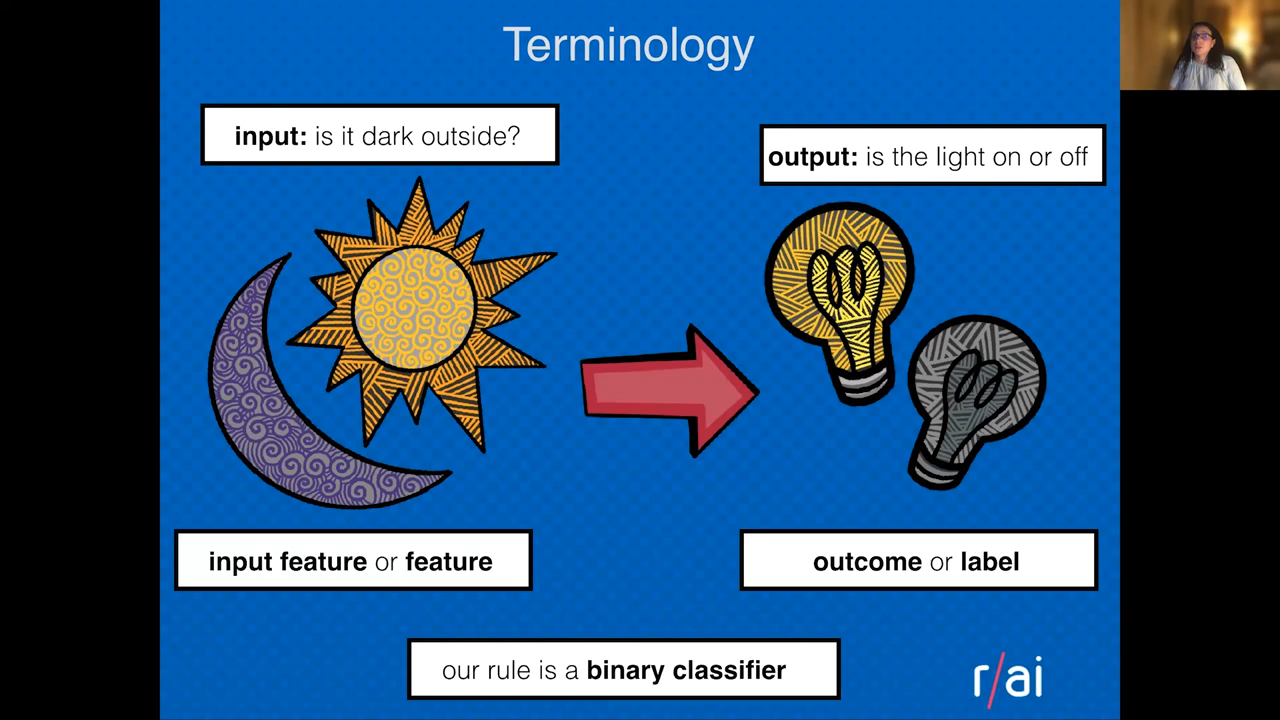 Terminology
input: is it dark outside?
output: is the light on or off
input feature or feature
outcome or label
our rule is a binary classifier
r/ai